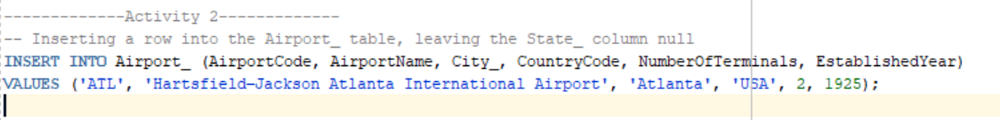 -------------Activity 2-------------
-- Inserting a row into the Airport_ table, leaving the State_ column null
INSERT INTO Airport_ (AirportCode, AirportName, City_, CountryCode, NumberOfTerminals, EstablishedYear)
VALUES ('ATL', 'Hartsfield–Jackson Atlanta International Airport', 'Atlanta', 'USA', 2, 1925);